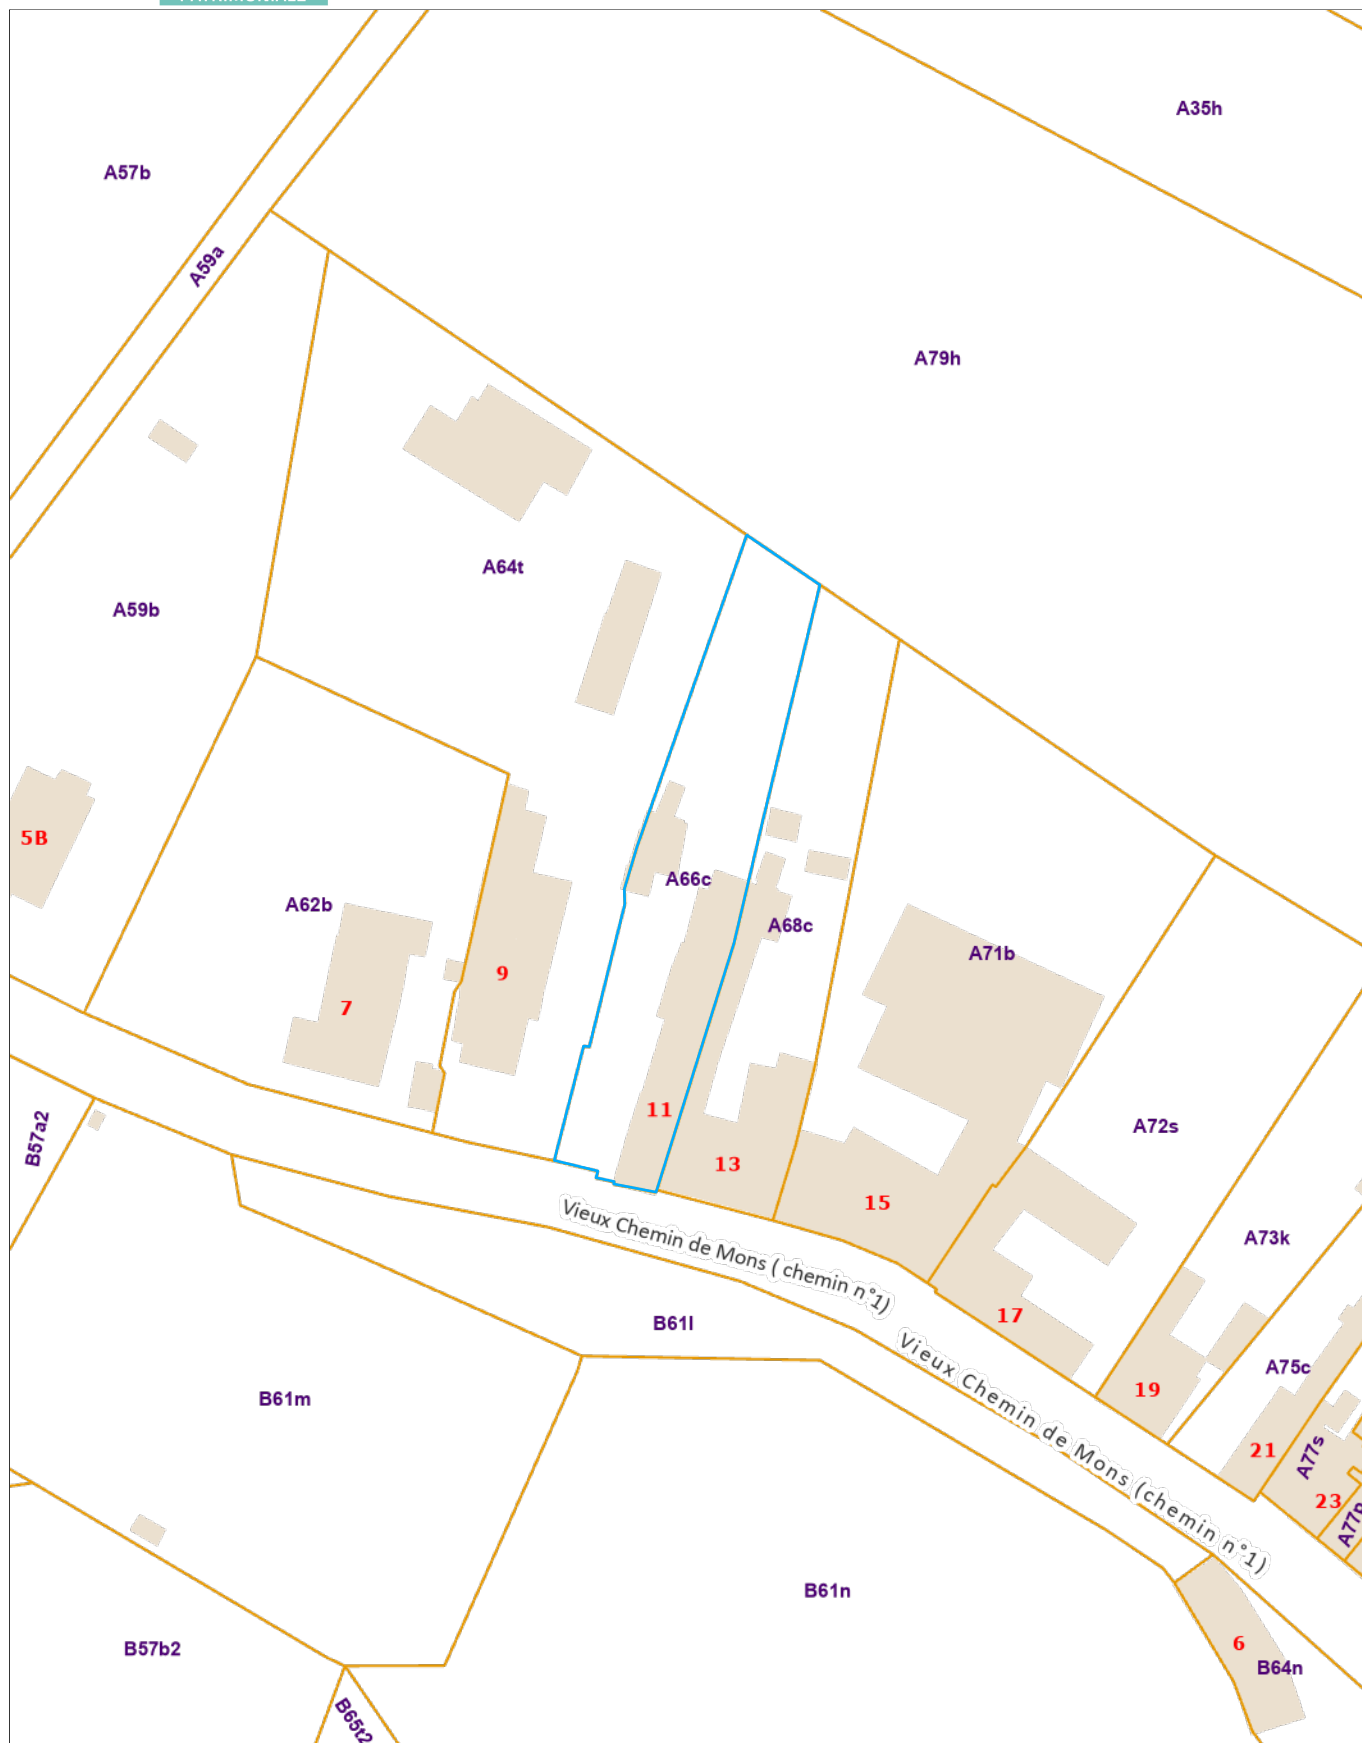 A35h
A57b
A59a
A79h
A64t
A59b
5B
A66c
A62b
A68c
A71b
9
7
11
A72s
B57a2
13
15
Vieux Chemin de Mons ( chemin n°1)
A73k
17
B61l
Vieux Chemin de Mons (chemin n°1)
A75c
19
B61m
21
A77s
23
A77p
B61n
6
B57b2
B64n
B65t2